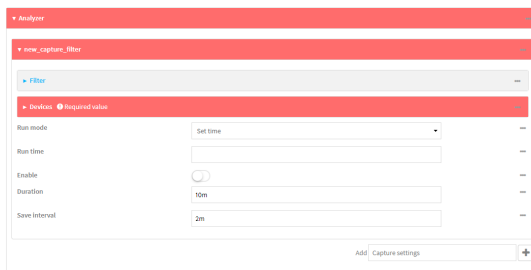 ▾ Analyzer
▾ new_capture_filter
▸ Filter
▸ Devices Required value
Run mode Set time
Run time
Enable
Duration 10m
Save interval 2m
Add Capture settings